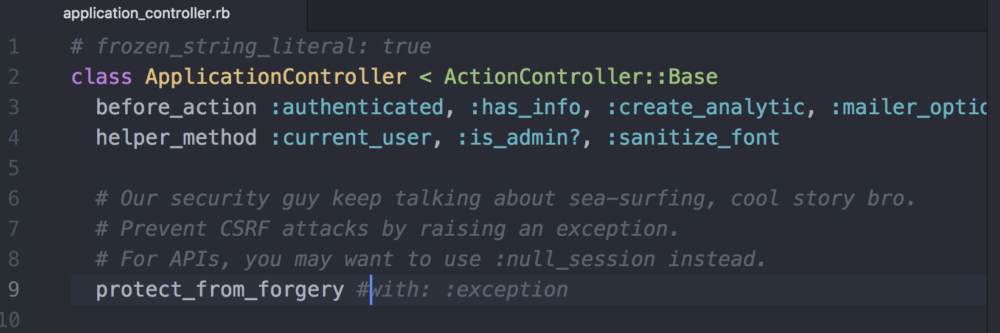 application_controller.rb
1 # frozen_string_literal: true
2 class ApplicationController < ActionController::Base
3 before_action :authenticated, :has_info, :create_analytic, :mailer_optio
4 helper_method :current_user, :is_admin?, :sanitize_font
5
6 # Our security guy keep talking about sea-surfing, cool story bro.
7 # Prevent CSRF attacks by raising an exception.
8 # For APIs, you may want to use :null_session instead.
9 protect_from_forgery #with: :exception
10